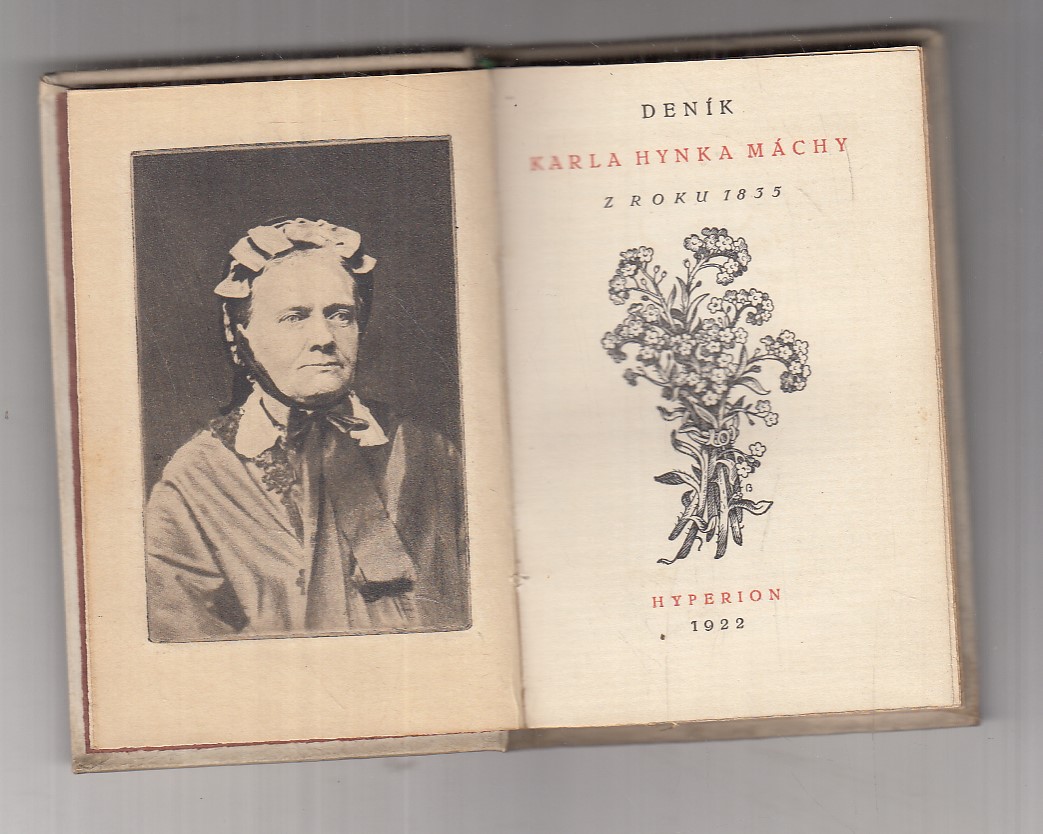 DENÍK
KARLA HYNKA MÁCHY
Z ROKU 1835
HYPERION
1922